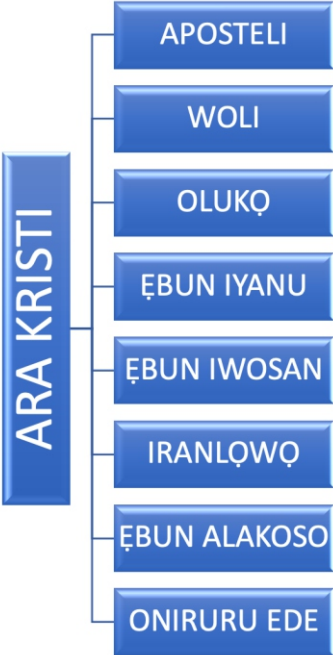 ARA KRISTI
APOSTELI
WOLI
OLUKỌ
ẸBUN IYANU
ẸBUN IWOSAN
IRANLỌWỌ
ẸBUN ALAKOSO
ONIRURU EDE